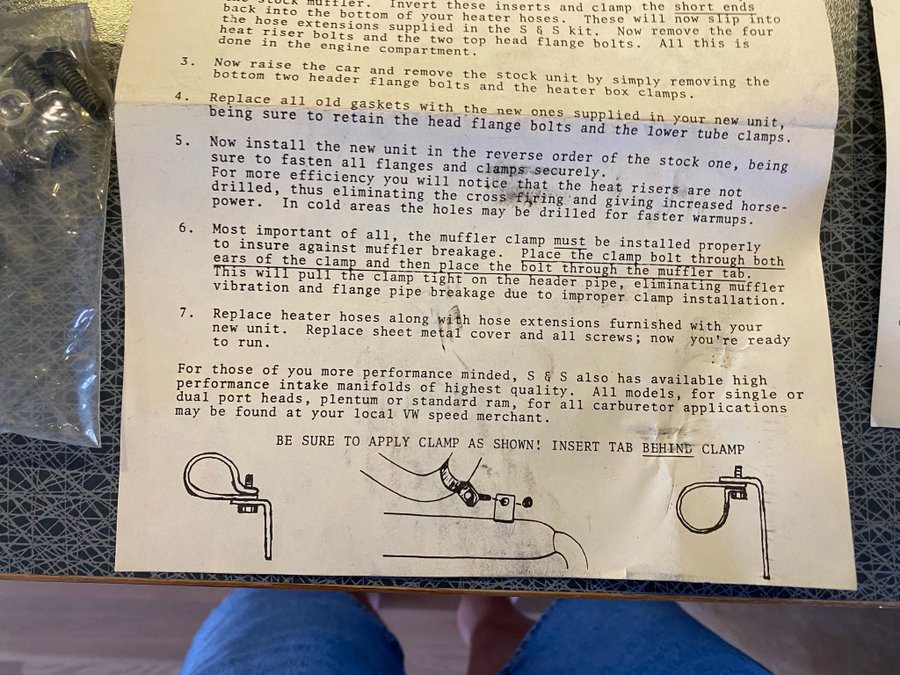 the stock muffler. Invert these inserts and clamp the short ends
back into the bottom of your heater hoses. These will now slip into
the hose extensions supplied in the S & S kit. Now remove the four
heat riser bolts and the two top head flange bolts. All this is
done in the engine compartment.
3. Now raise the car and remove the stock unit by simply removing the
bottom two header flange bolts and the heater box clamps.
4. Replace all old gaskets with the new ones supplied in your new unit,
being sure to retain the head flange bolts and the lower tube clamps.
5. Now install the new unit in the reverse order of the stock one, being
sure to fasten all flanges and clamps securely.
For more efficiency you will notice that the heat risers are not
drilled, thus eliminating the cross firing and giving increased horse-
power. In cold areas the holes may be drilled for faster warmups.
6. Most important of all, the muffler clamp must be installed properly
to insure against muffler breakage. Place the clamp bolt through both
ears of the clamp and then place the bolt through the muffler tab.
This will pull the clamp tight on the header pipe, eliminating muffler
vibration and flange pipe breakage due to improper clamp installation.
7. Replace heater hoses along with hose extensions furnished with your
new unit. Replace sheet metal cover and all screws; now you're ready
to run.
For those of you more performance minded, S & S also has available high
performance intake manifolds of highest quality. All models, for single or
dual port heads, plentum or standard ram, for all carburetor applications
may be found at your local VW speed merchant.
BE SURE TO APPLY CLAMP AS SHOWN! INSERT TAB BEHIND CLAMP